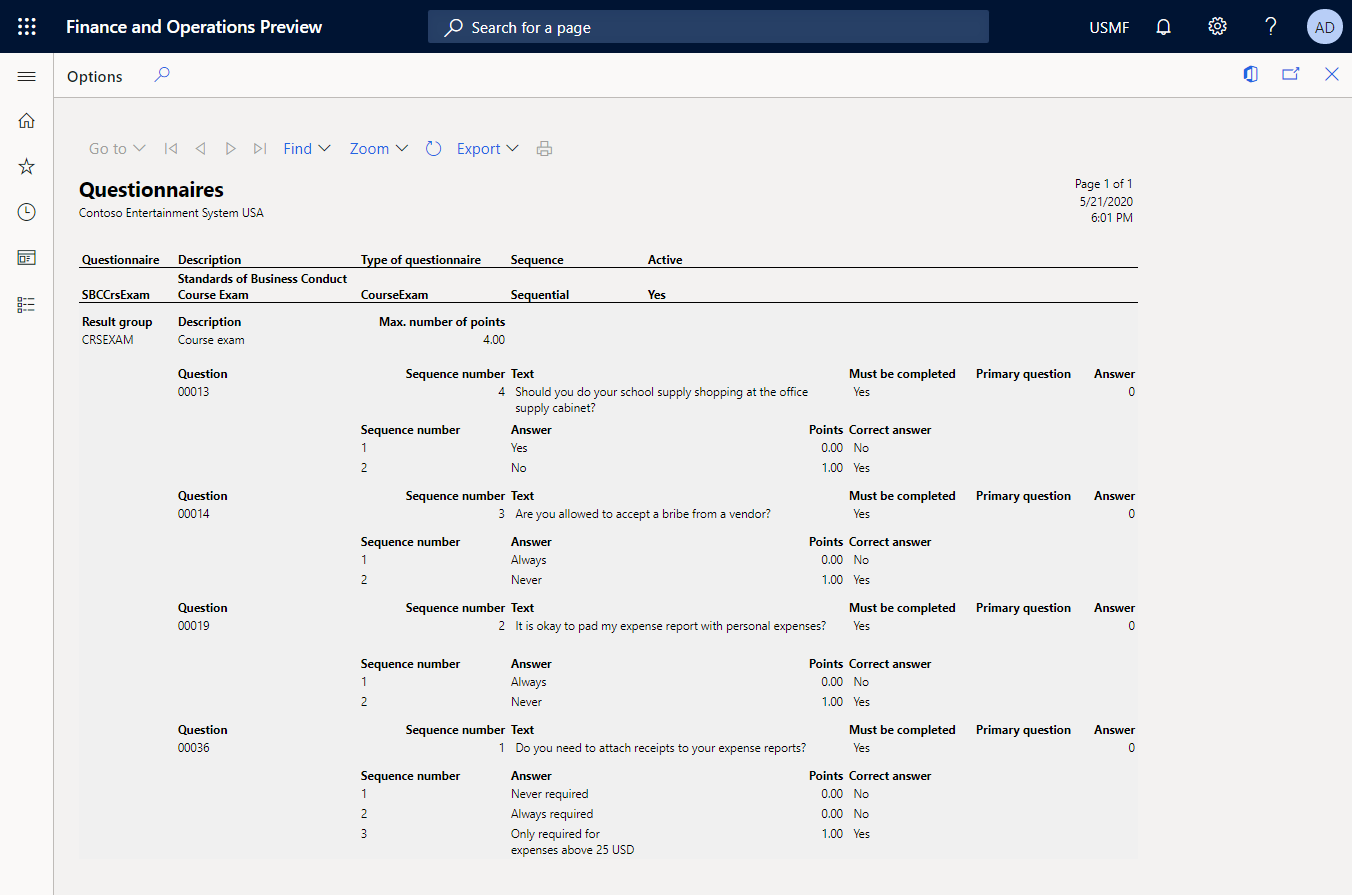 Finance and Operations Preview Search for a page USMF ? AD
Options
Go to Find Zoom Export
Questionnaires Page 1 of 1
Contoso Entertainment System USA 5/21/2020
6:01 PM
Questionnaire Description Type of questionnaire Sequence Active
Standards of Business Conduct
SBCCrsExam Course Exam CourseExam Sequential Yes
Result group Description Max. number of points
CRSEXAM Course exam 4.00
Question Sequence number Text Must be completed Primary question Answer
00013 4 Should you do your school supply shopping at the office Yes 0
supply cabinet?
Sequence number Answer Points Correct answer
1 Yes 0.00 No
2 No 1.00 Yes
Question Sequence number Text Must be completed Primary question Answer
00014 3 Are you allowed to accept a bribe from a vendor? Yes 0
Sequence number Answer Points Correct answer
1 Always 0.00 No
2 Never 1.00 Yes
Question Sequence number Text Must be completed Primary question Answer
00019 2 It is okay to pad my expense report with personal expenses? Yes 0
Sequence number Answer Points Correct answer
1 Always 0.00 No
2 Never 1.00 Yes
Question Sequence number Text Must be completed Primary question Answer
00036 1 Do you need to attach receipts to your expense reports? Yes 0
Sequence number Answer Points Correct answer
1 Never required 0.00 No
2 Always required 0.00 No
3 Only required for 1.00 Yes
expenses above 25 USD